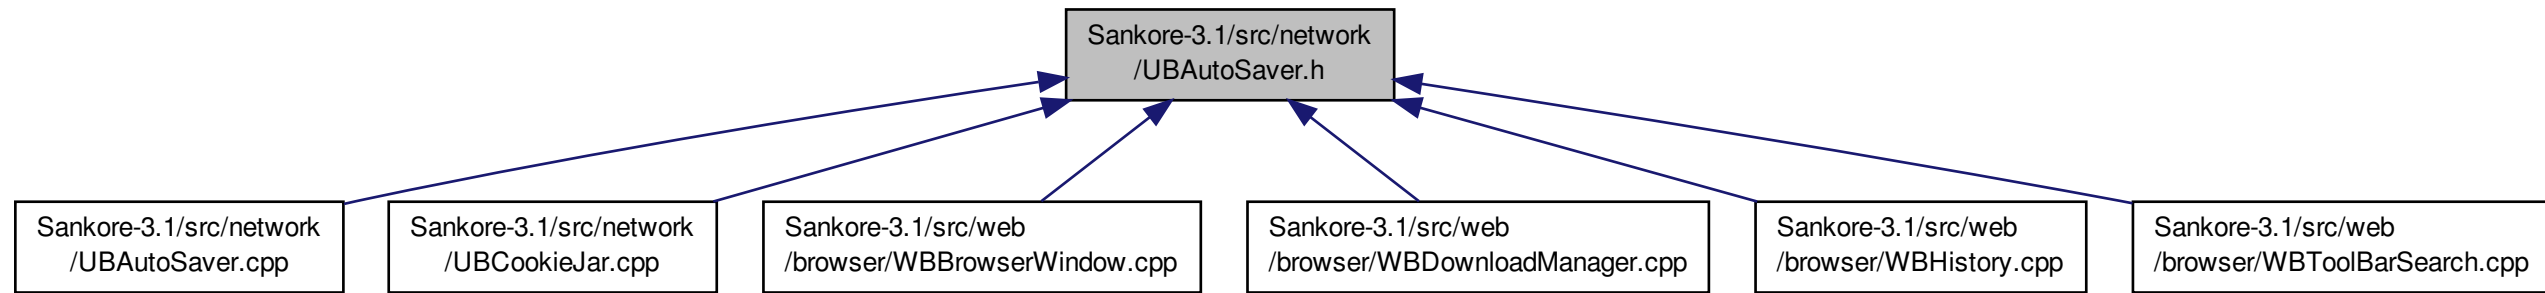 Sankore-3.1/src/network
/UBAutoSaver.h
Sankore-3.1/src/network
/UBAutoSaver.cpp
Sankore-3.1/src/network
/UBCookieJar.cpp
Sankore-3.1/src/web
/browser/WBBrowserWindow.cpp
Sankore-3.1/src/web
/browser/WBDownloadManager.cpp
Sankore-3.1/src/web
/browser/WBHistory.cpp
Sankore-3.1/src/web
/browser/WBToolBarSearch.cpp